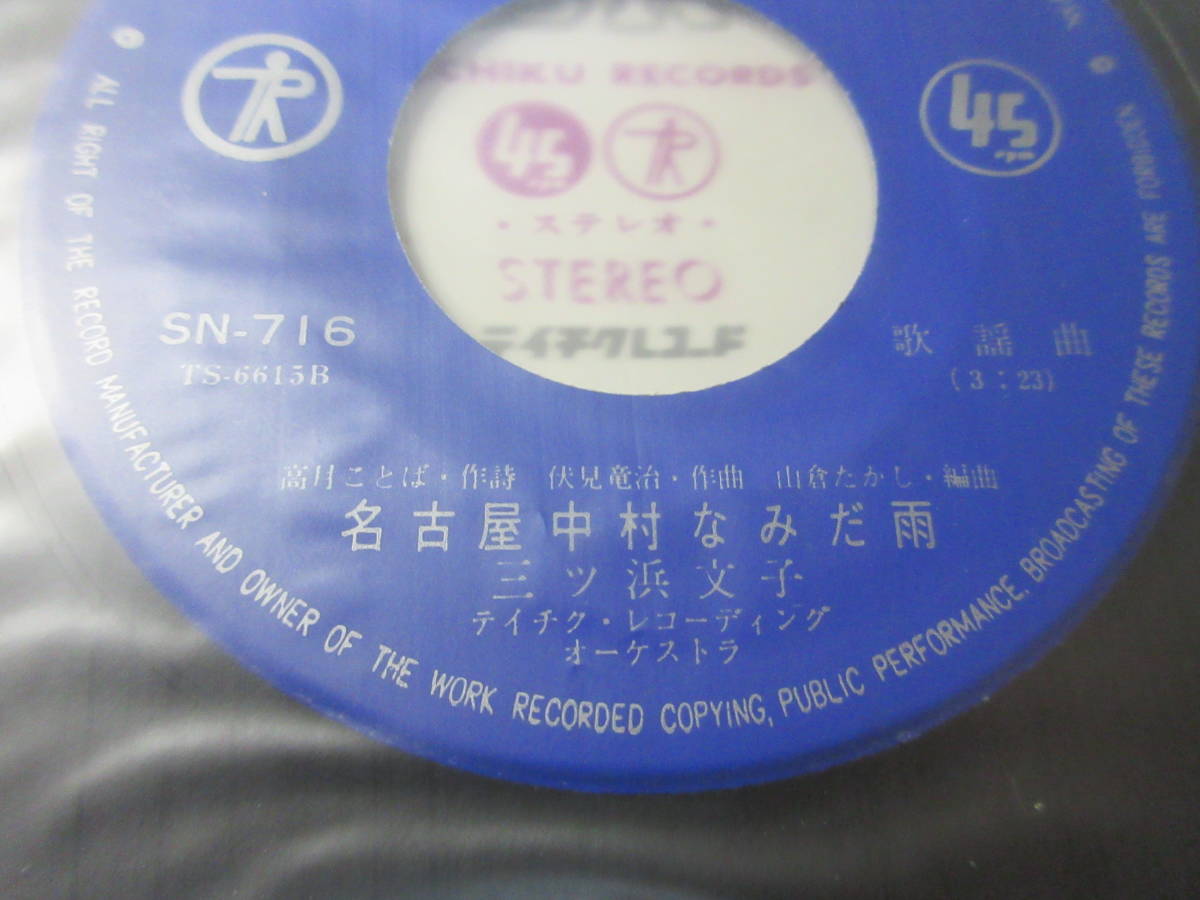 CHIKU RECORDS
45
45
rpm
・ステレオ・
STEREO
テイチクレコード
SN-716
TS-6615B
歌謡曲
(3:23)
高月ことば・作詩 伏見竜治・作曲 山倉たかし・編曲
名古屋中村なみだ雨
三ツ浜文子
テイチク・レコーディング
オーケストラ
ALL RIGHT OF THE RECORD MANUFACTURER AND OWNER OF THE WORK RECORDED COPYING, PUBLIC PERFORMANCE. BROADCASTING OF THESE RECORDS ARE FORBIDDEN